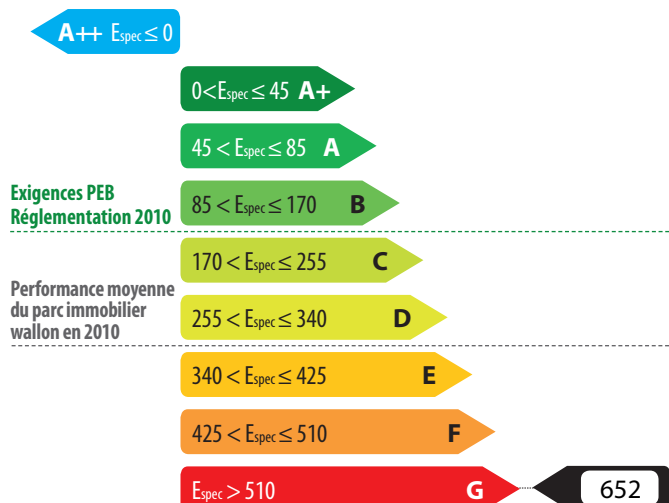 A++ Espec ≤ 0
0<Espec ≤ 45 A+
45 < Espec ≤ 85 A
Exigences PEB
Réglementation 2010
85 < Espec ≤ 170 B
170 < Espec ≤ 255 C
Performance moyenne
du parc immobilier
wallon en 2010
255 < Espec ≤ 340 D
340 < Espec ≤ 425 E
425 < Espec ≤ 510 F
Espec > 510 G 652